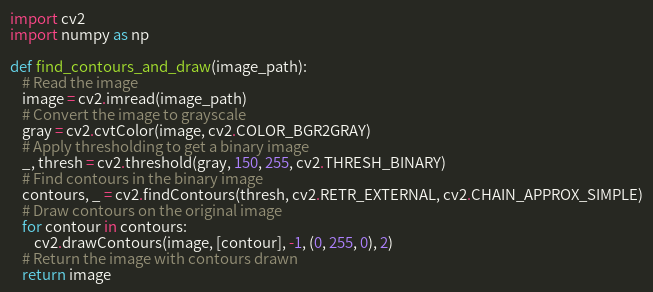 import cv2
import numpy as np

def find_contours_and_draw(image_path):
    # Read the image
    image = cv2.imread(image_path)
    # Convert the image to grayscale
    gray = cv2.cvtColor(image, cv2.COLOR_BGR2GRAY)
    # Apply thresholding to get a binary image
    _, thresh = cv2.threshold(gray, 150, 255, cv2.THRESH_BINARY)
    # Find contours in the binary image
    contours, _ = cv2.findContours(thresh, cv2.RETR_EXTERNAL, cv2.CHAIN_APPROX_SIMPLE)
    # Draw contours on the original image
    for contour in contours:
        cv2.drawContours(image, [contour], -1, (0, 255, 0), 2)
    # Return the image with contours drawn
    return image